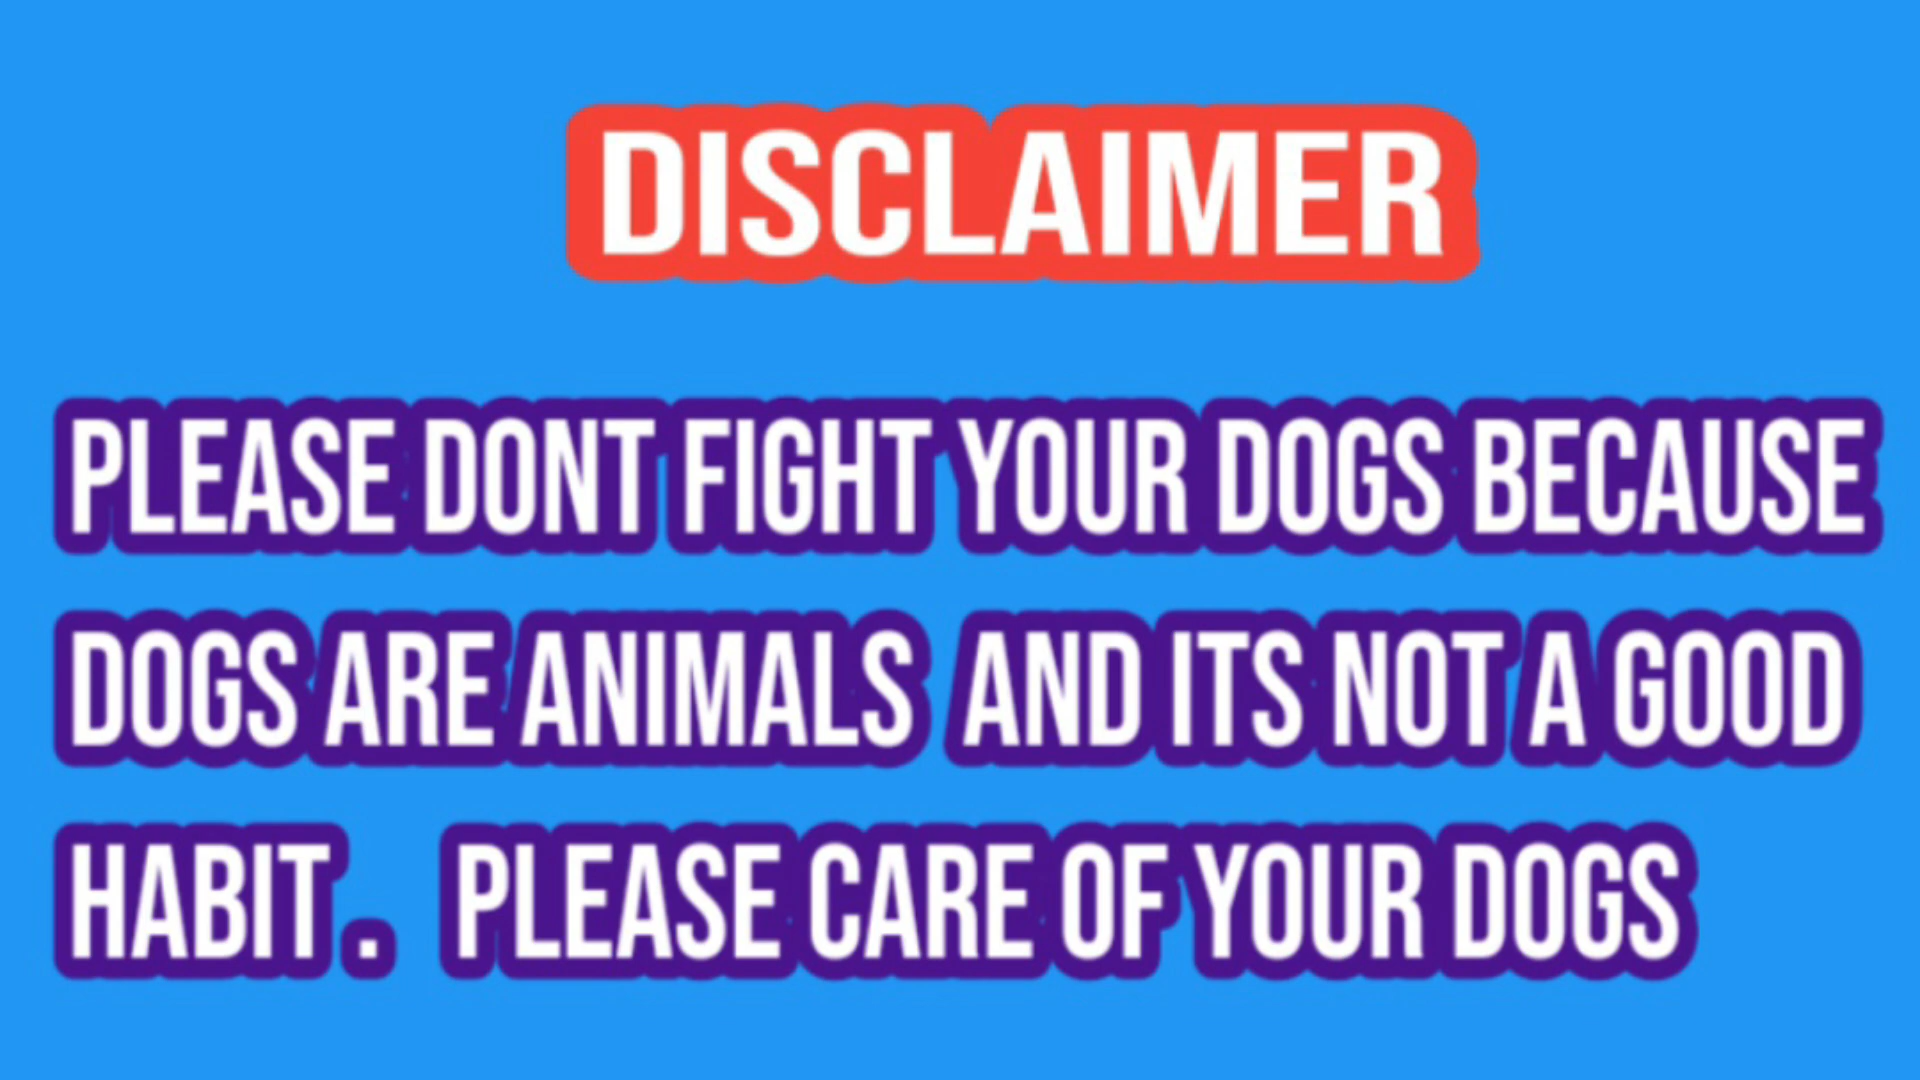 DISCLAIMER
PLEASE DONT FIGHT YOUR DOGS BECAUSE
DOGS ARE ANIMALS AND ITS NOT A GOOD
HABIT. PLEASE CARE OF YOUR DOGS